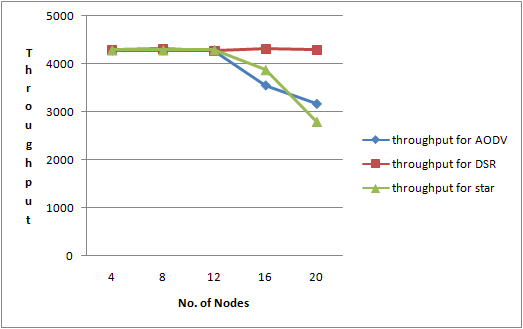 5000
4000
3000
2000
1000
0
Throughput
4 8 12 16 20
No. of Nodes
throughput for AODV
throughput for DSR
throughput for star